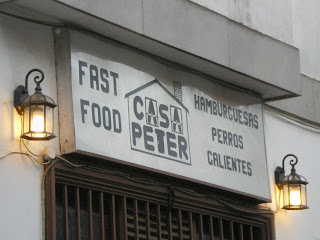 FAST
FOOD
CASA
PETER
HAMBURGUESAS
PERROS
CALIENTES